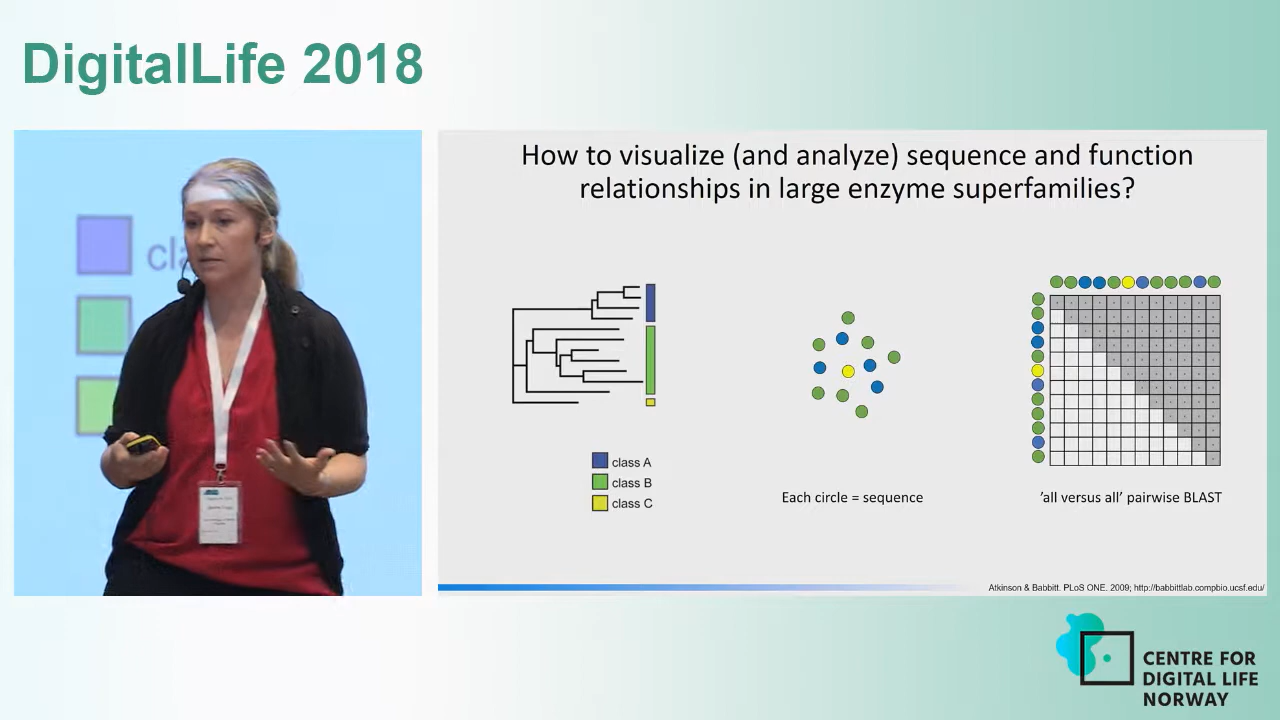 DigitalLife 2018
cla
How to visualize (and analyze) sequence and function
relationships in large enzyme superfamilies?
class A
class B
class C
Each circle = sequence
'all versus all' pairwise BLAST
Atkinson & Babbitt. PLoS ONE. 2009; http://babbittlab.compbio.ucsf.edu/
CENTRE FOR
DIGITAL LIFE
NORWAY